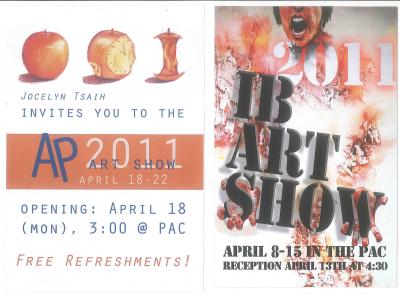 Jocelyn Tsaih
invites you to the
AP 2011
art show
April 18-22
opening: April 18
(mon), 3:00 @ PAC
Free Refreshments!
2011
IB
ART
SHOW
APRIL 8-15 IN THE PAC
RECEPTION APRIL 13TH AT 4:30